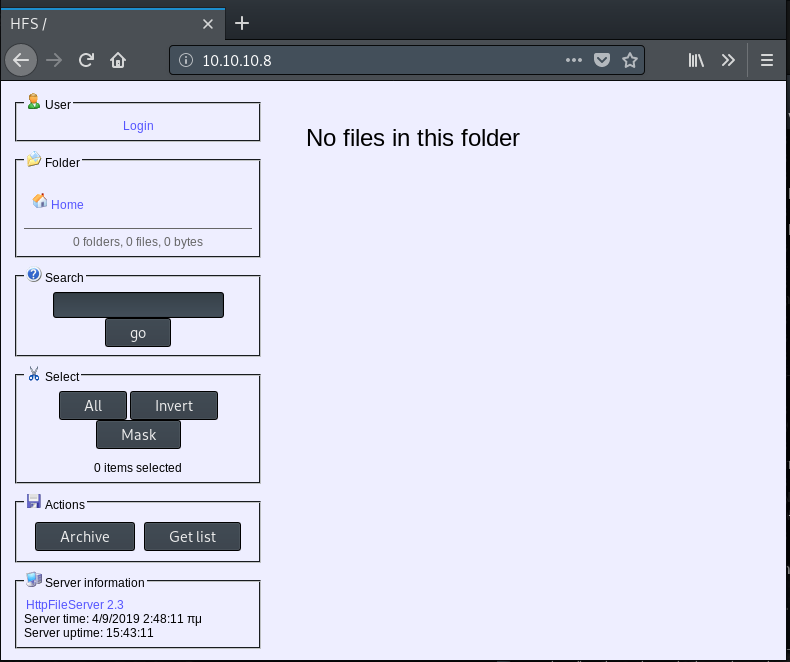 HFS /
10.10.10.8
User
Login
No files in this folder
Folder
Home
0 folders, 0 files, 0 bytes
Search
go
Select
All Invert
Mask
0 items selected
Actions
Archive Get list
Server information
HttpFileServer 2.3
Server time: 4/9/2019 2:48:11 πμ
Server uptime: 15:43:11